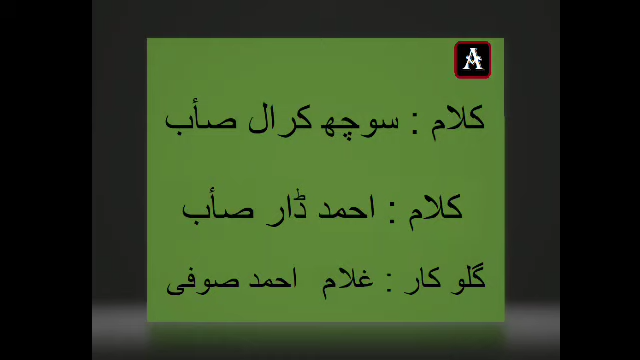 A
کلام : سوچھ کرال صأب
کلام : احمد ڈار صأب
گلو کار : غلام احمد صوفی